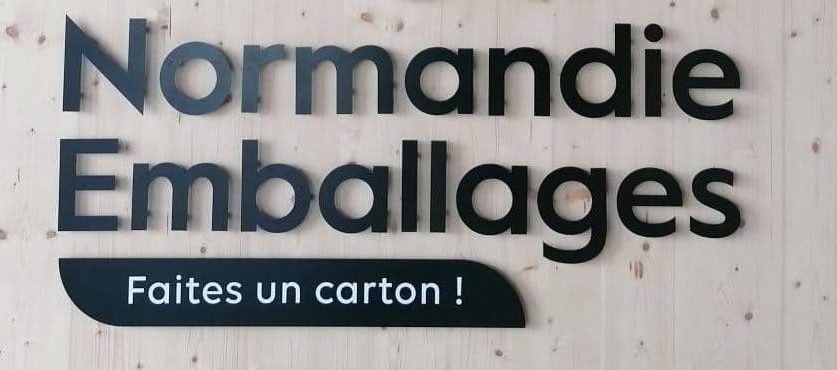 Normandie
Emballages
Faites un carton !